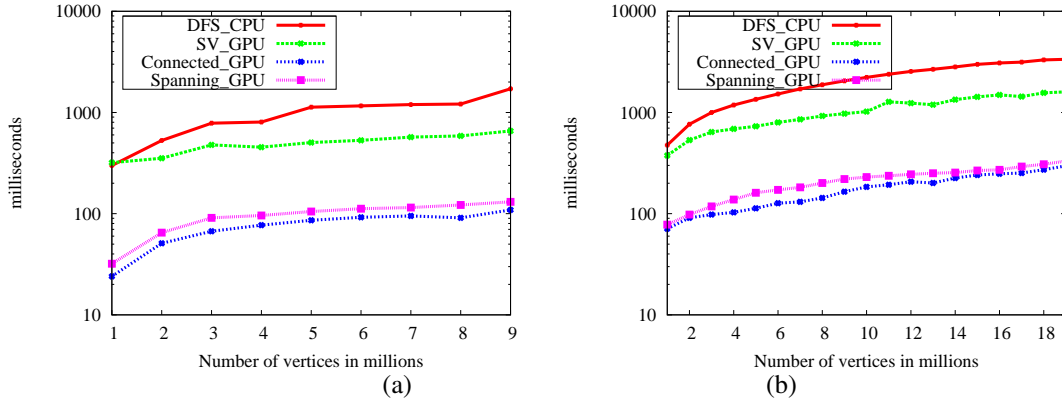 10000
1000
100
10
milliseconds
DFS_CPU
SV_GPU
Connected_GPU
Spanning_GPU
1 2 3 4 5 6 7 8 9
Number of vertices in millions
(a)
10000
1000
100
10
milliseconds
DFS_CPU
SV_GPU
Connected_GPU
Spanning_GPU
2 4 6 8 10 12 14 16 18
Number of vertices in millions
(b)